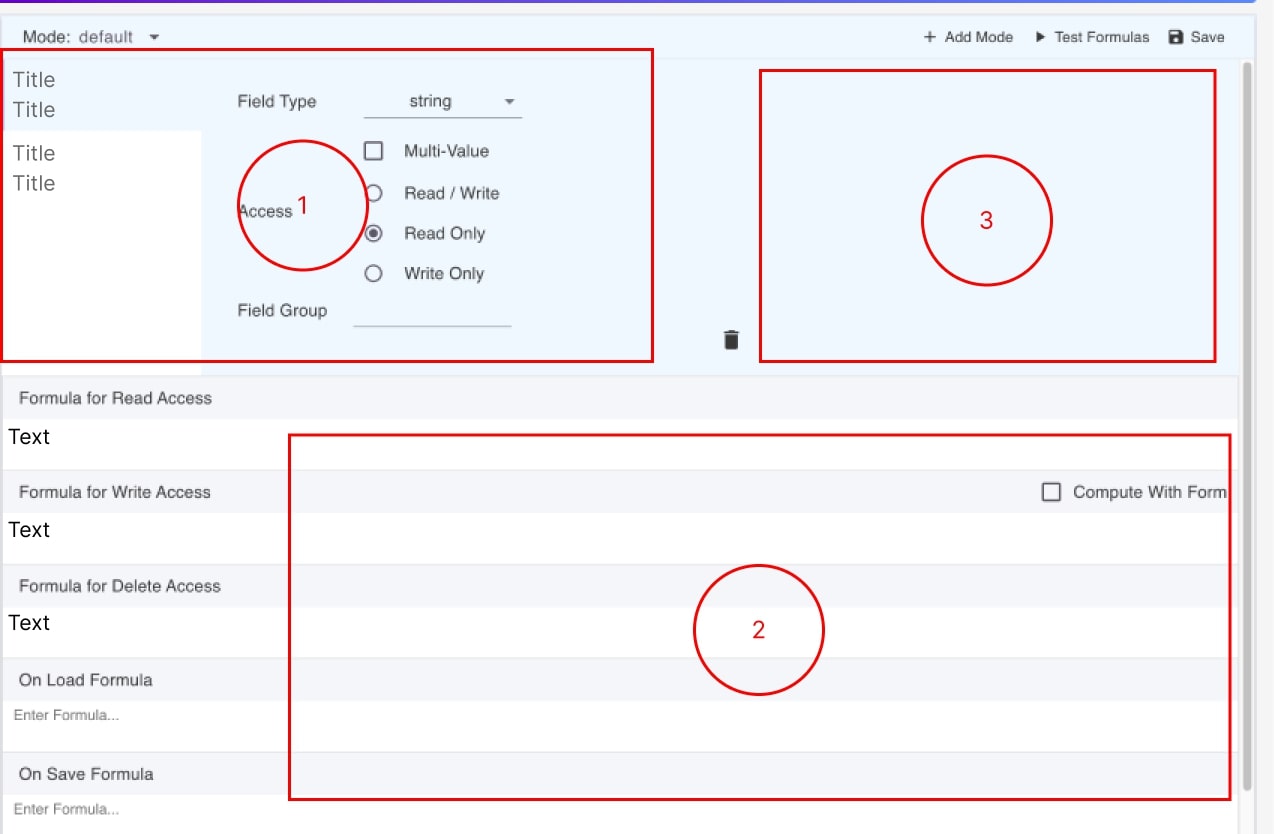 Mode: default + Add Mode Test Formulas Save
Title
Title
Title
Title
Field Type string
Multi-Value
Access 1 Read / Write
Read Only
Write Only
Field Group
3
Formula for Read Access
Text
Formula for Write Access Compute With Form
Text
Formula for Delete Access
Text
2
On Load Formula
Enter Formula...
On Save Formula
Enter Formula...